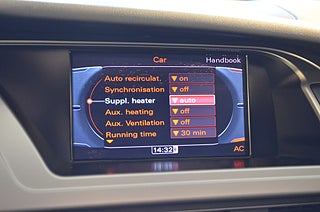 Car
Handbook
Auto recirculat. on
Synchronisation off
Suppl. heater auto
Aux. heating off
Aux. Ventilation off
Running time 30 min
14:32
AC